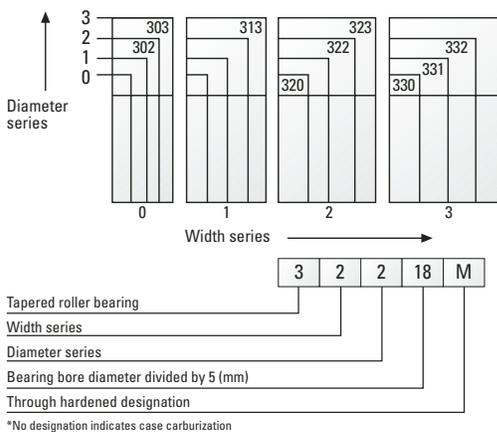 3
2
1
0
Diameter
series
303
302
313
323
322
320
332
331
330
0
1
2
3
Width series
3 2 2 18 M
Tapered roller bearing
Width series
Diameter series
Bearing bore diameter divided by 5 (mm)
Through hardened designation
*No designation indicates case carburization